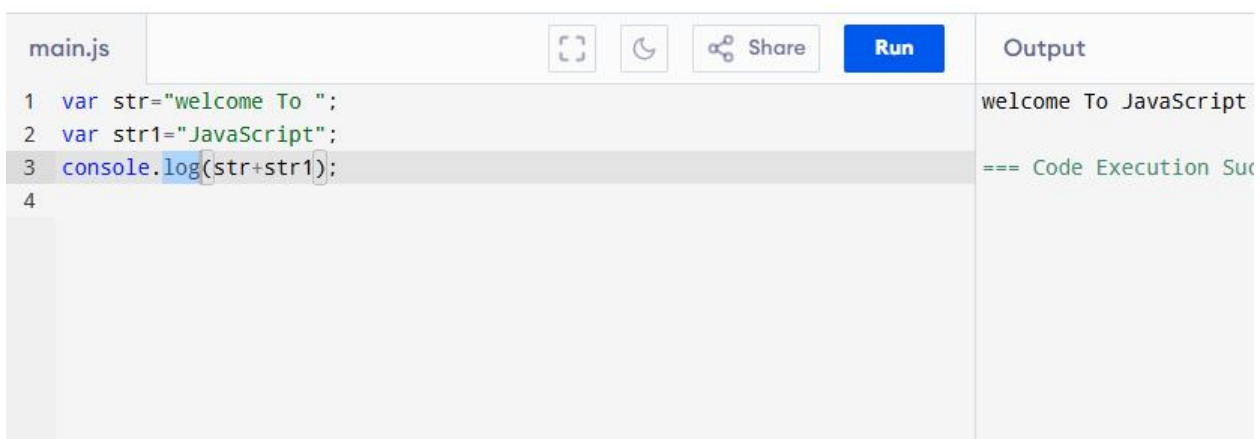 main.js Share Run Output
1 var str="welcome To ";
2 var str1="JavaScript";
3 console.log(str+str1);
4
welcome To JavaScript
=== Code Execution Suc